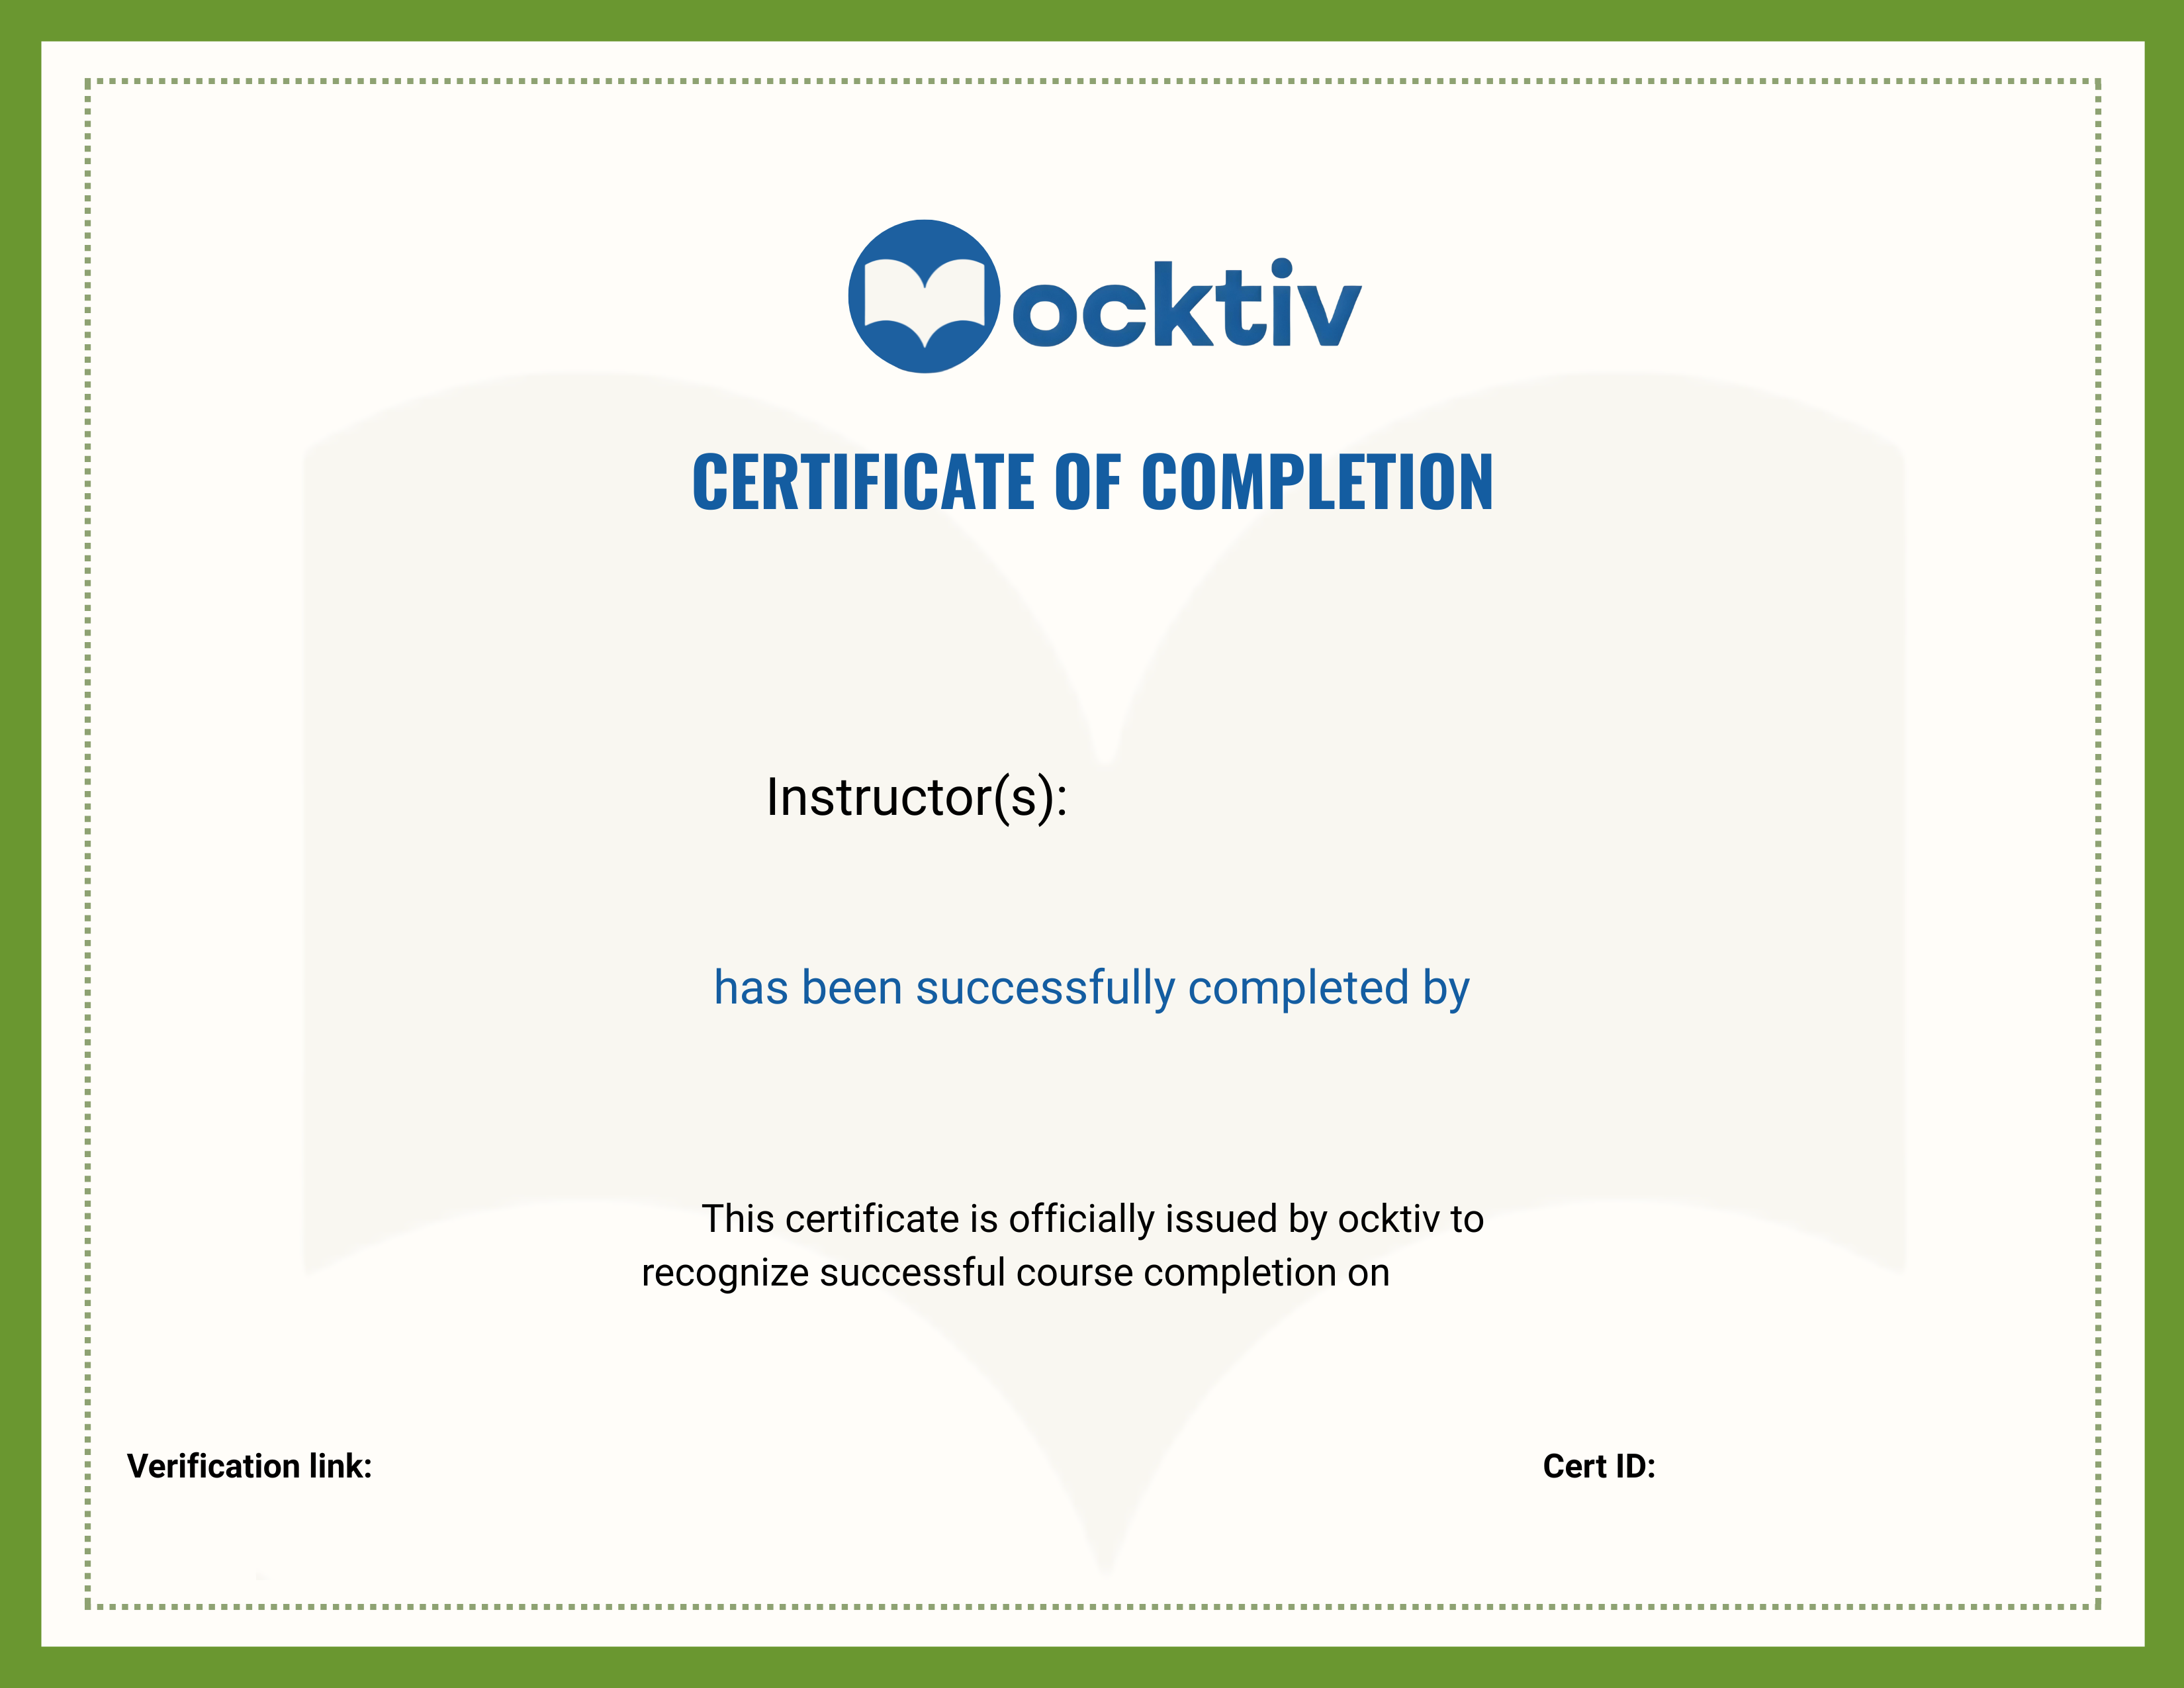 ocktiv
CERTIFICATE OF COMPLETION
Instructor(s):
has been successfully completed by
This certificate is officially issued by ocktiv to
recognize successful course completion on
Verification link:
Cert ID: